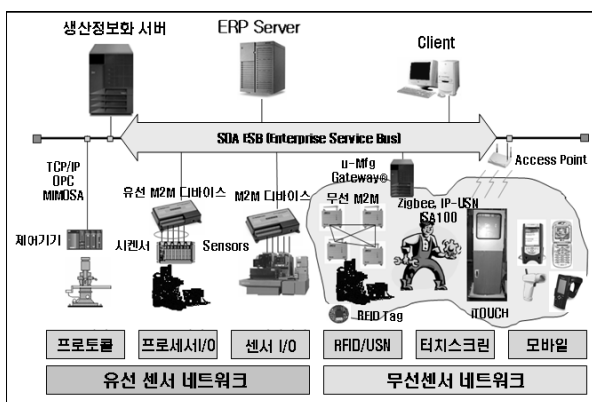 생산정보화 서버
ERP Server
Client
SOA ESB (Enterprise Service Bus)
TCP/IP
OPC
MIMOSA
유선 M2M 디바이스
M2M 디바이스
u-Mfg
Gateway®
무선 M2M
Zigbee, IP-USN
ISA100
Access Point
제어기기
시켄서
Sensors
RFID Tag
iTOUCH
프로토콜
프로세서I/O
센서 I/O
RFID/USN
터치스크린
모바일
유선 센서 네트워크
무선센서 네트워크